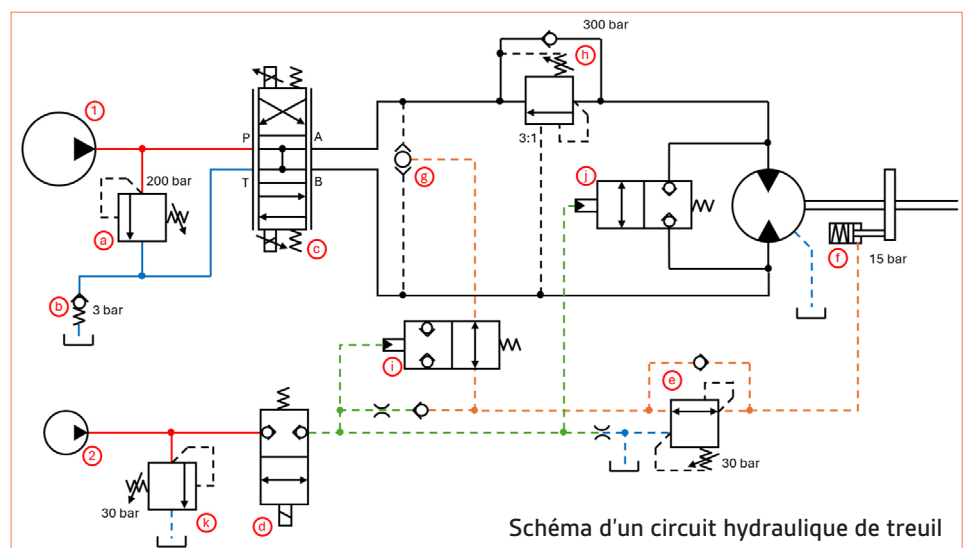 300 bar
h
1
P
A
3:1
T
B
g
j
200 bar
a
c
f
15 bar
b
3 bar
i
e
2
30 bar
30 bar
k
d
Schéma d'un circuit hydraulique de treuil